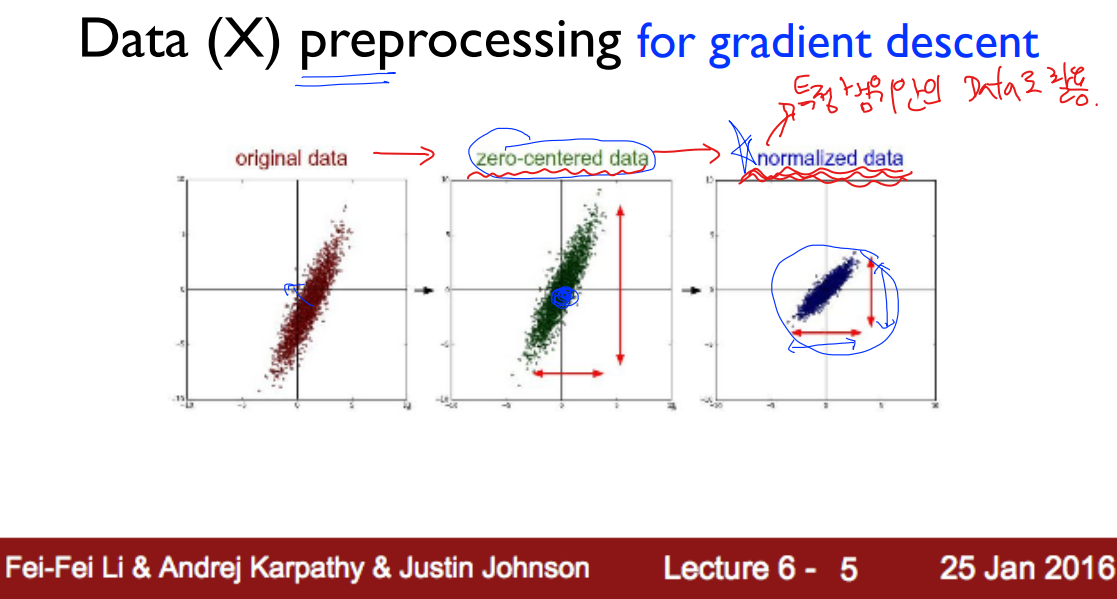 Data (X) preprocessing for gradient descent
특정 범위 안의 Data로 활용.
original data
zero-centered data
normalized data
Fei-Fei Li & Andrej Karpathy & Justin Johnson Lecture 6 - 5 25 Jan 2016